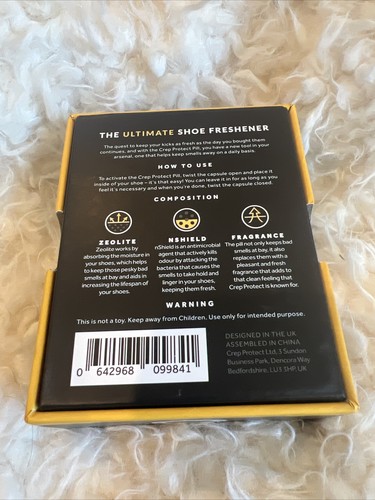 THE ULTIMATE SHOE FRESHENER
The quest to keep your kicks as fresh as the day you bought them
continues, and with the Crep Protect Pill, you have a new tool in your
arsenal, one that helps keep smells away on a daily basis.
HOW TO USE
To activate the Crep Protect Pill, twist the capsule open and place it
inside of your shoe – it's that easy! You can leave it in for as long as you
feel it's necessary and when you're done, twist the capsule closed.
COMPOSITION
ZEOLITE
Zeolite works by
absorbing the moisture in
your shoes, which helps
to keep those pesky bad
smells at bay and aids in
increasing the lifespan of
your shoes.
NSHIELD
nShield is an antimicrobial
agent that actively kills
odour by attacking the
bacteria that causes the
smells to take hold and
linger in your shoes,
keeping them fresh.
FRAGRANCE
The pill not only keeps bad
smells at bay, it also
replaces them with a
pleasant and fresh
fragrance that adds to
that clean feeling that
Crep Protect is known for.
WARNING
This is not a toy. Keep away from Children. Use only for intended purpose.
0 642968 099841
DESIGNED IN THE UK
ASSEMBLED IN CHINA
Crep Protect Ltd, 3 Sundon
Business Park, Dencora Way
Bedfordshire, LU3 3HP, UK